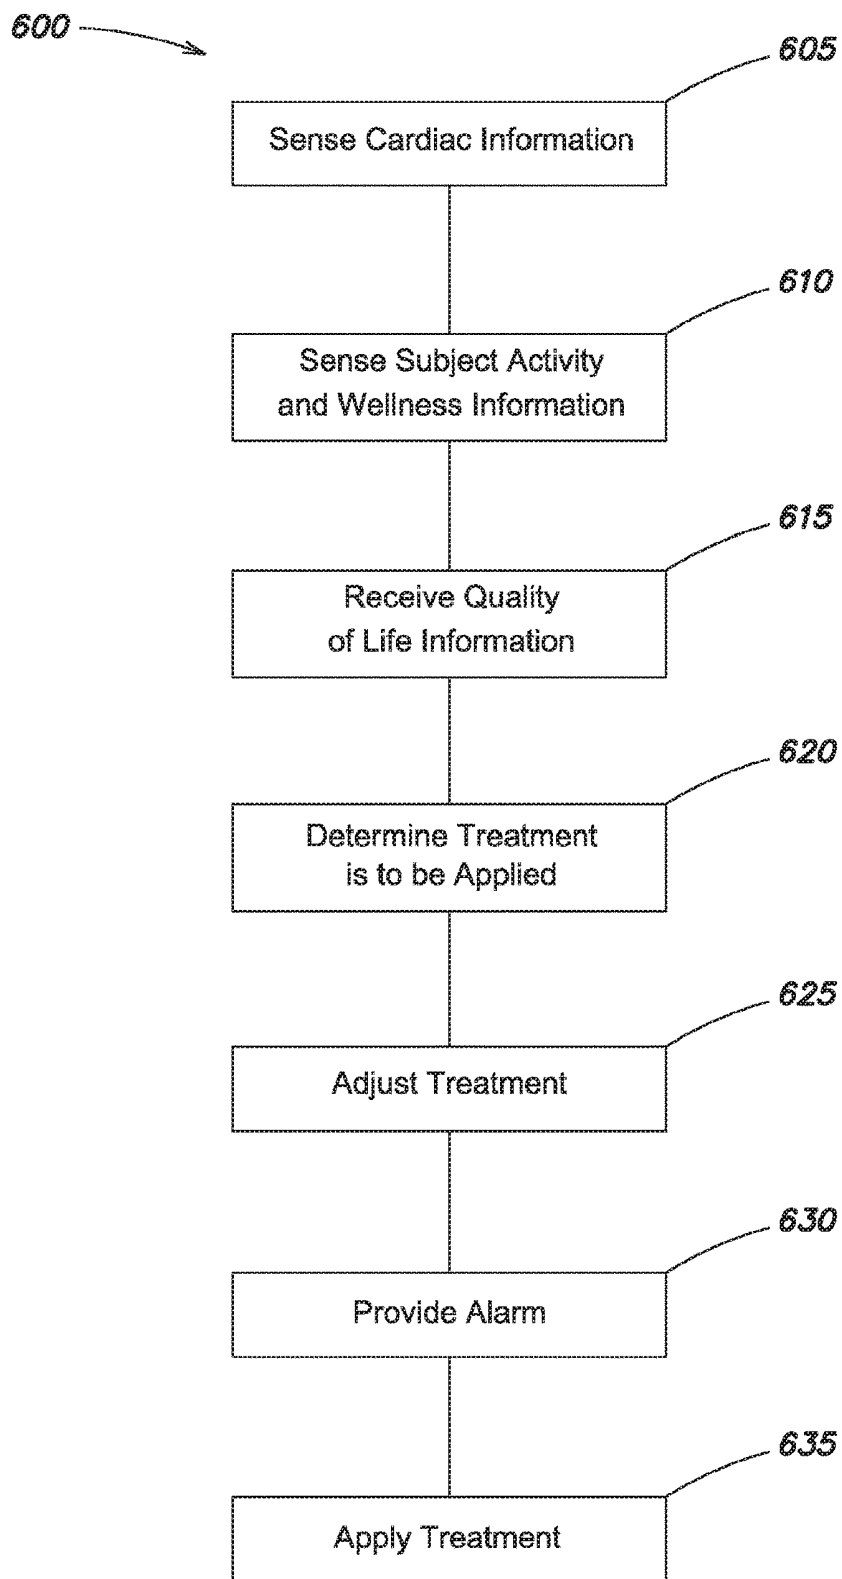 600
605
Sense Cardiac Information
610
Sense Subject Activity
and Wellness Information
615
Receive Quality
of Life Information
620
Determine Treatment
is to be Applied
625
Adjust Treatment
630
Provide Alarm
635
Apply Treatment